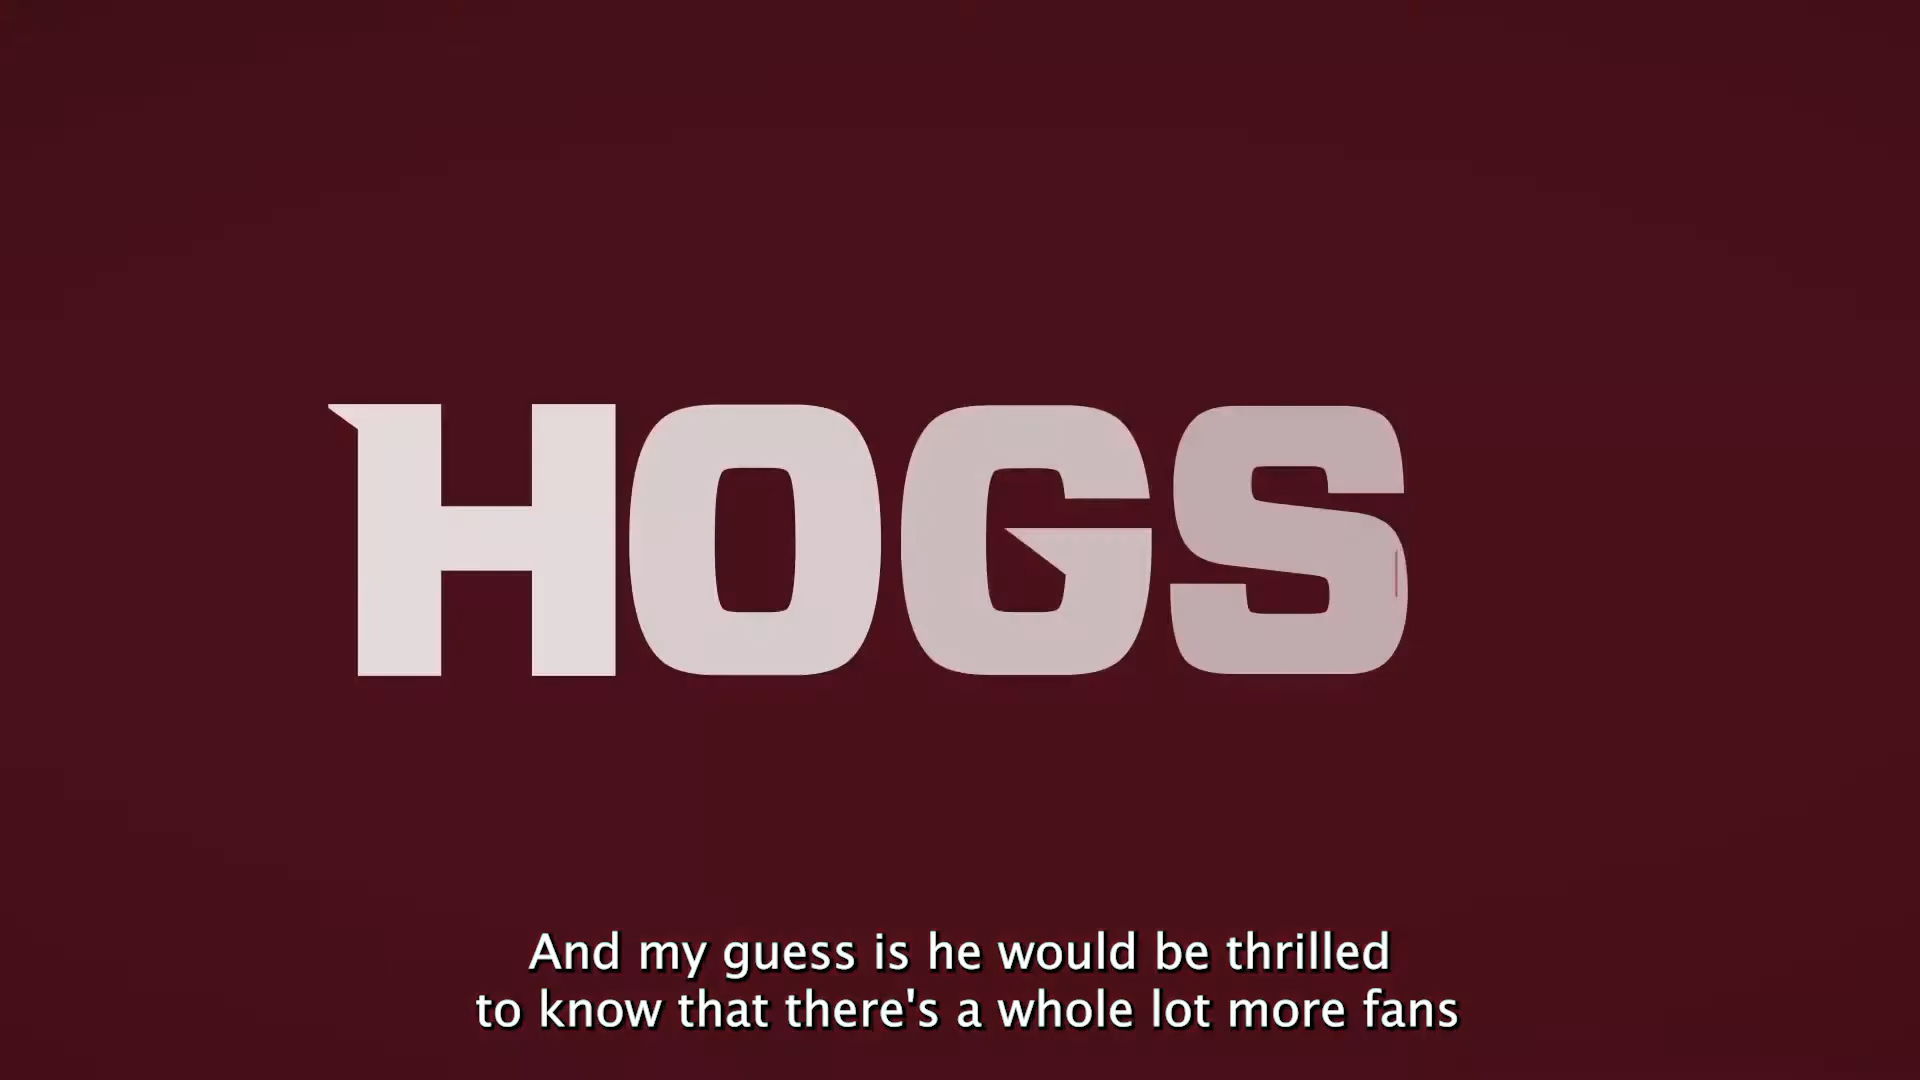 HOGS
And my guess is he would be thrilled
to know that there's a whole lot more fans